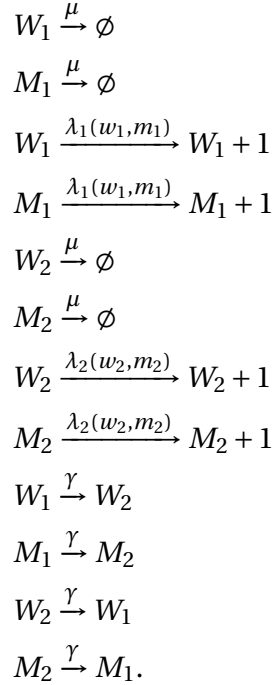 W₁ →^μ ∅
M₁ →^μ ∅
W₁ →^{λ₁(w₁,m₁)} W₁ + 1
M₁ →^{λ₁(w₁,m₁)} M₁ + 1
W₂ →^μ ∅
M₂ →^μ ∅
W₂ →^{λ₂(w₂,m₂)} W₂ + 1
M₂ →^{λ₂(w₂,m₂)} M₂ + 1
W₁ →^γ W₂
M₁ →^γ M₂
W₂ →^γ W₁
M₂ →^γ M₁.